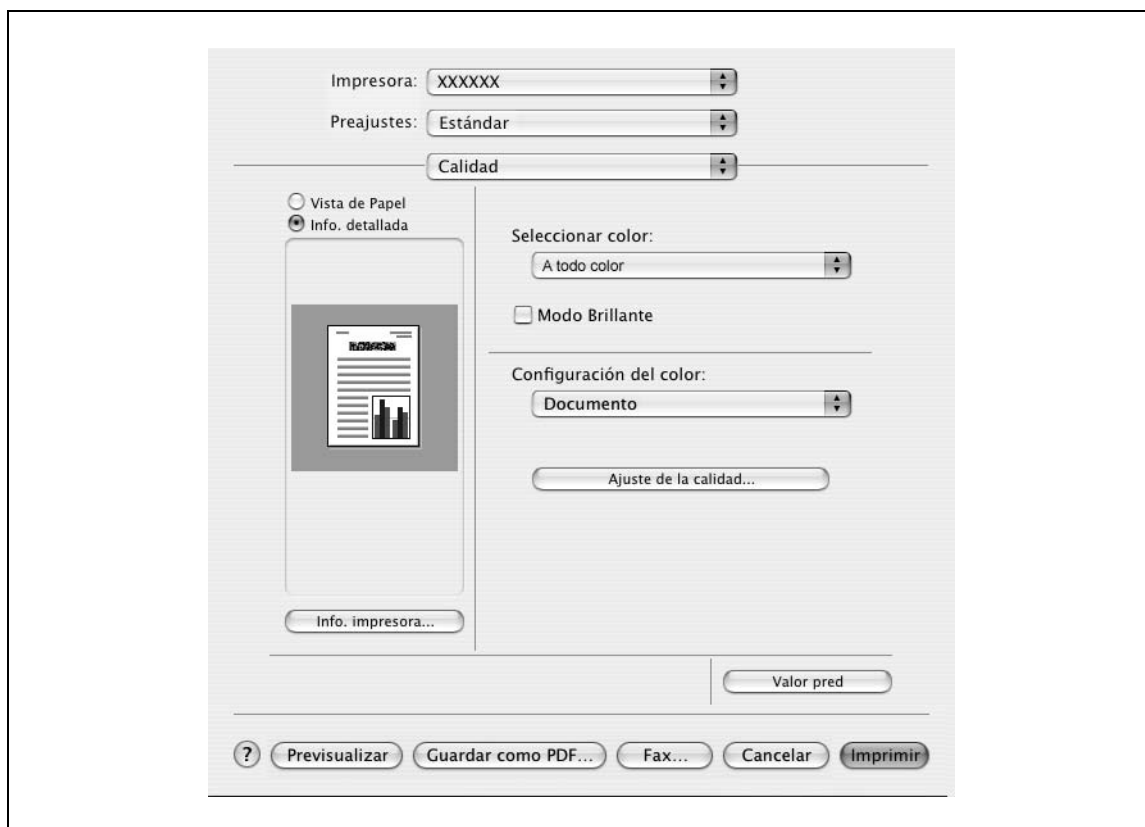 Impresora: XXXXXX
Preajustes: Estándar
Calidad
Vista de Papel
Info. detallada
Seleccionar color:
A todo color
Modo Brillante
Configuración del color:
Documento
Ajuste de la calidad...
Info. impresora...
Valor pred
? Previsualizar Guardar como PDF... Fax... Cancelar Imprimir